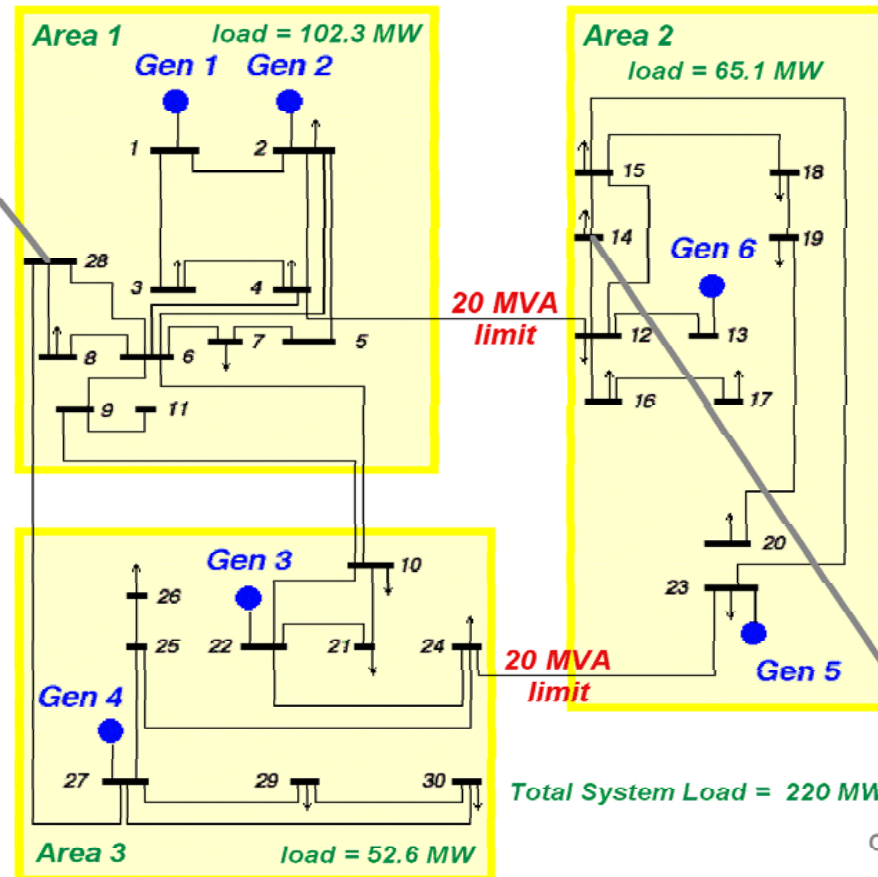 Area 1
load = 102.3 MW
Gen 1 Gen 2
1
2
28
3
4
8
6
7
5
9
11
20 MVA
limit
Area 2
load = 65.1 MW
15
18
14
19
Gen 6
12
13
16
17
20
23
Gen 5
10
Gen 3
26
25
22
21
24
20 MVA
limit
Gen 4
27
29
30
Area 3
load = 52.6 MW
Total System Load = 220 MW